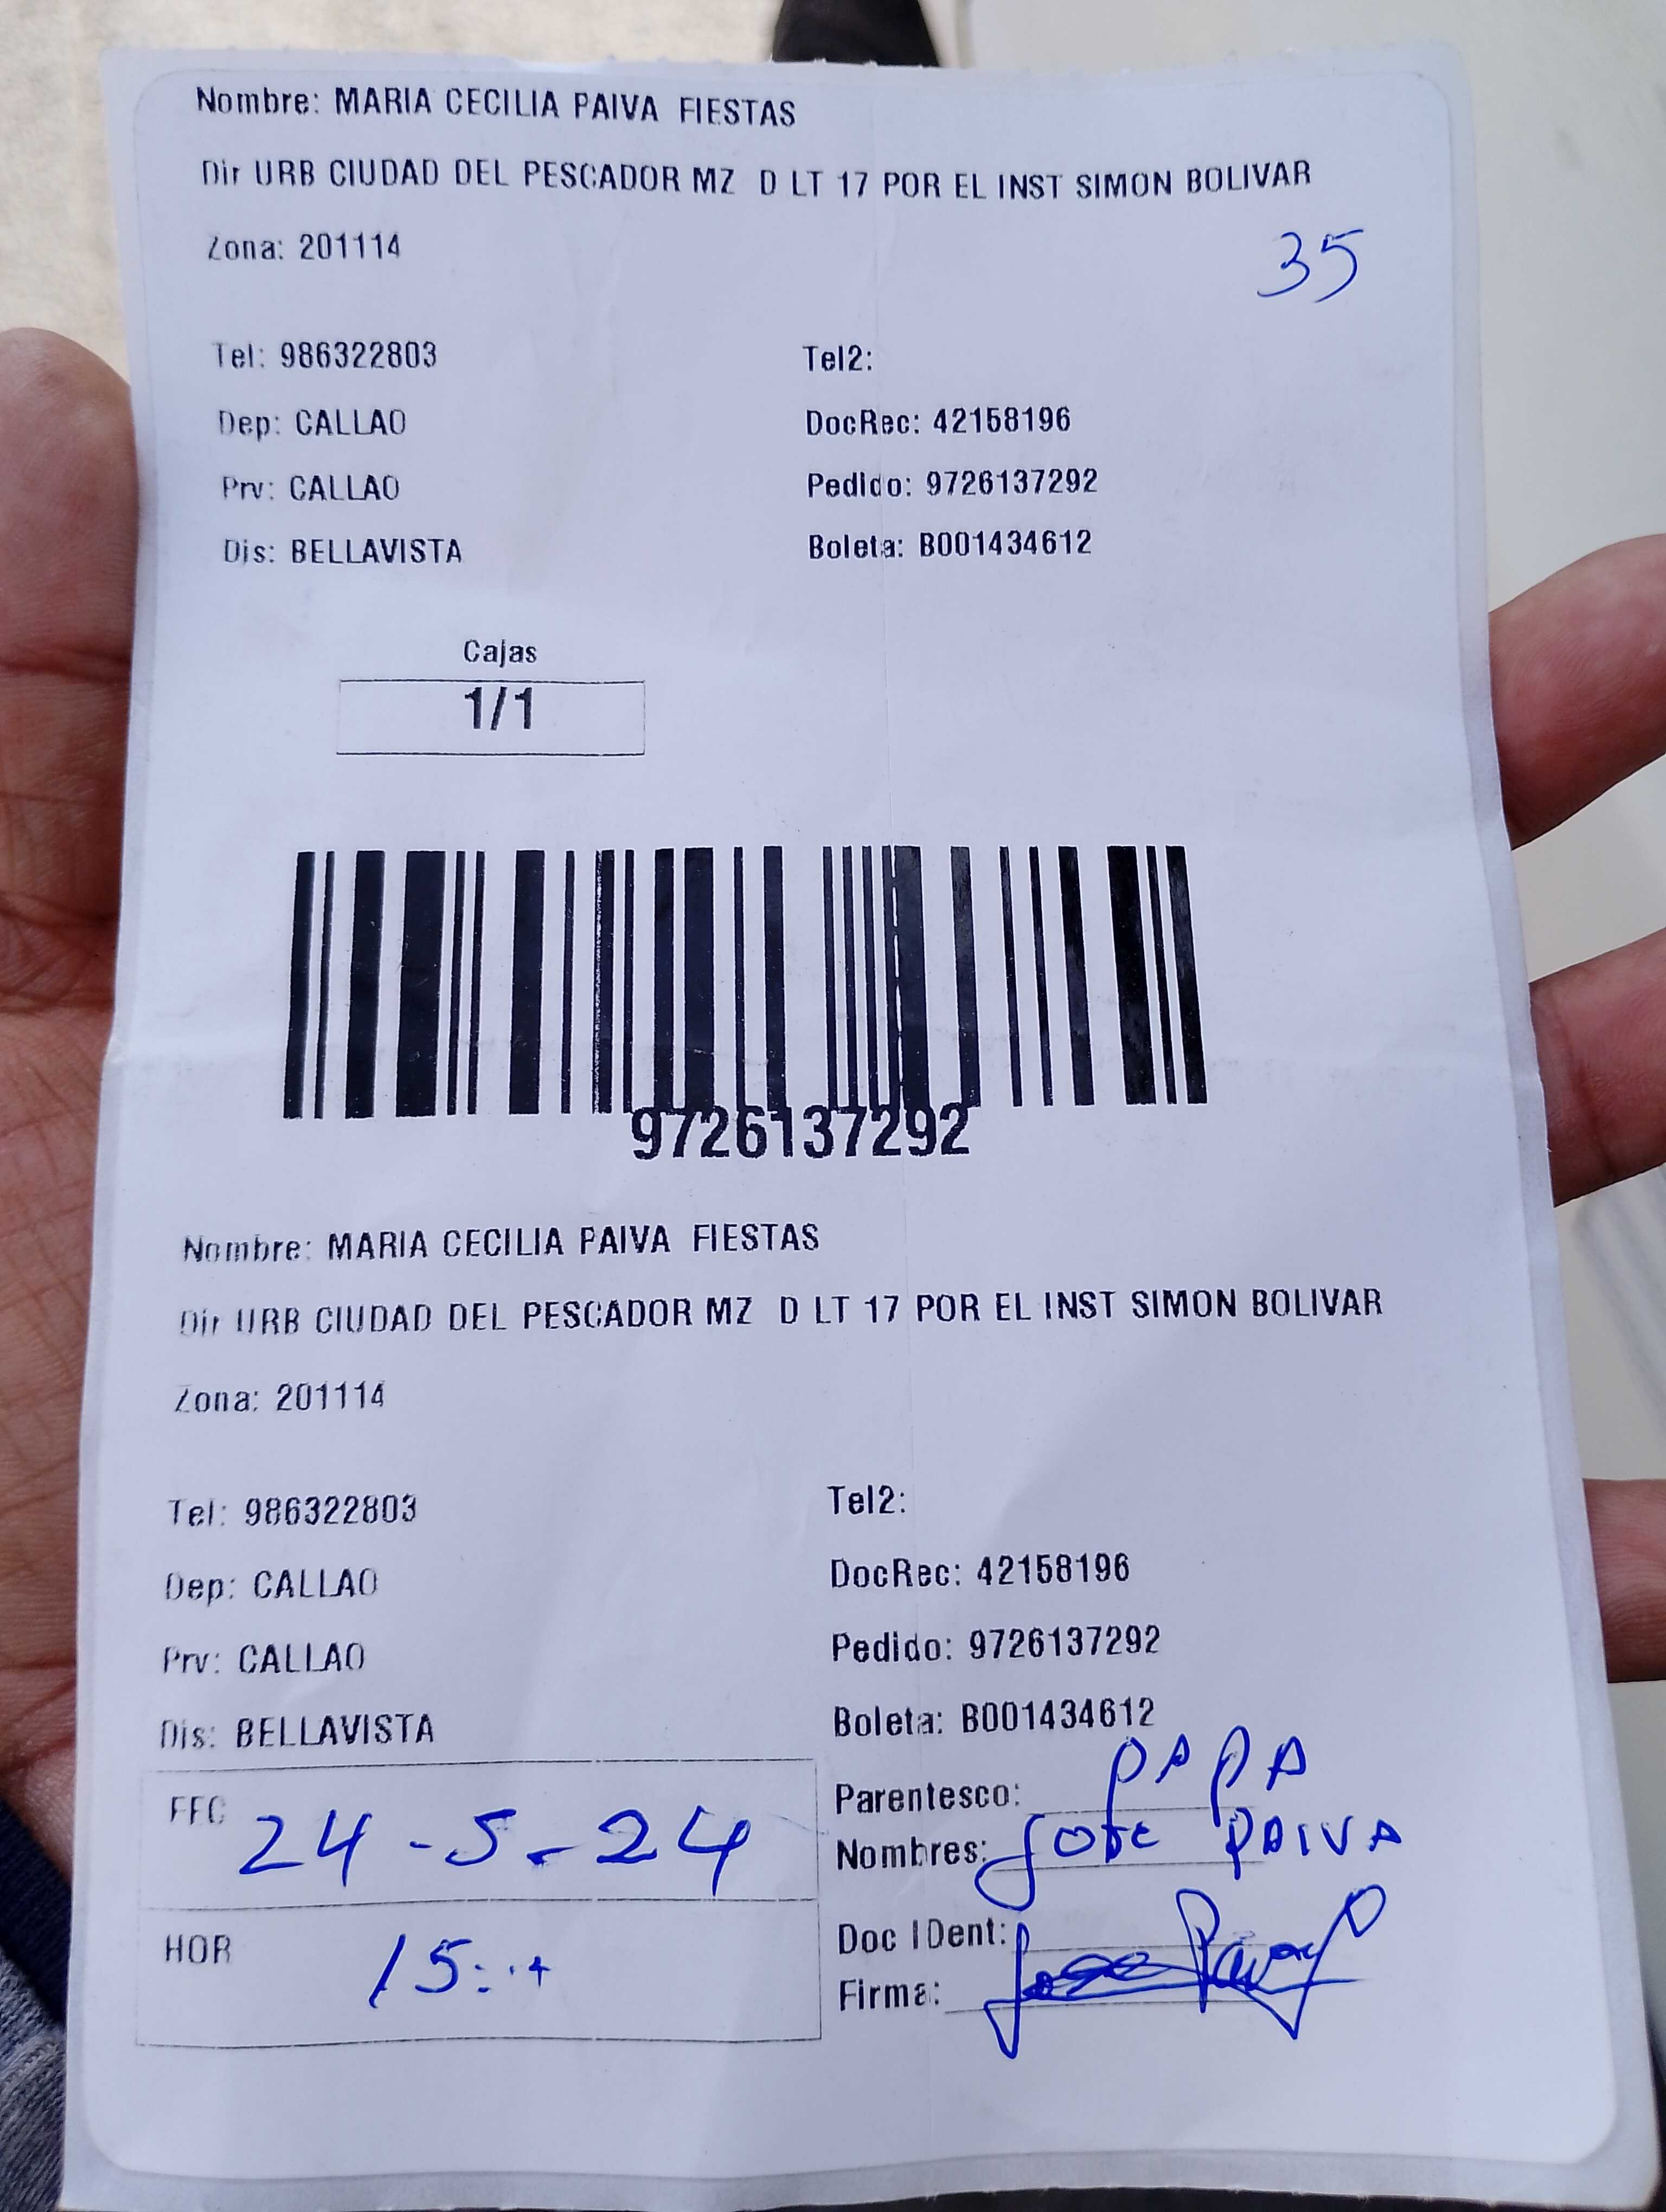 Nombre: MARIA CECILIA PAIVA FIESTAS
Dir URB CIUDAD DEL PESCADOR MZ D LT 17 POR EL INST SIMON BOLIVAR
Zona: 201114
35
Tel: 986322803 Tel2:
Dep: CALLAO DocRec: 42158196
Prv: CALLAO Pedido: 9726137292
Dis: BELLAVISTA Boleta: B001434612
Cajas
1/1
9726137292
Nombre: MARIA CECILIA PAIVA FIESTAS
Dir URB CIUDAD DEL PESCADOR MZ D LT 17 POR EL INST SIMON BOLIVAR
Zona: 201114
Tel: 986322803 Tel2:
Dep: CALLAO DocRec: 42158196
Prv: CALLAO Pedido: 9726137292
Dis: BELLAVISTA Boleta: B001434612
FEC 24-5-24
Parentesco: PAPA
Nombres: JOSE PAIVA
HOR 15:
Doc IDent:
Firma: